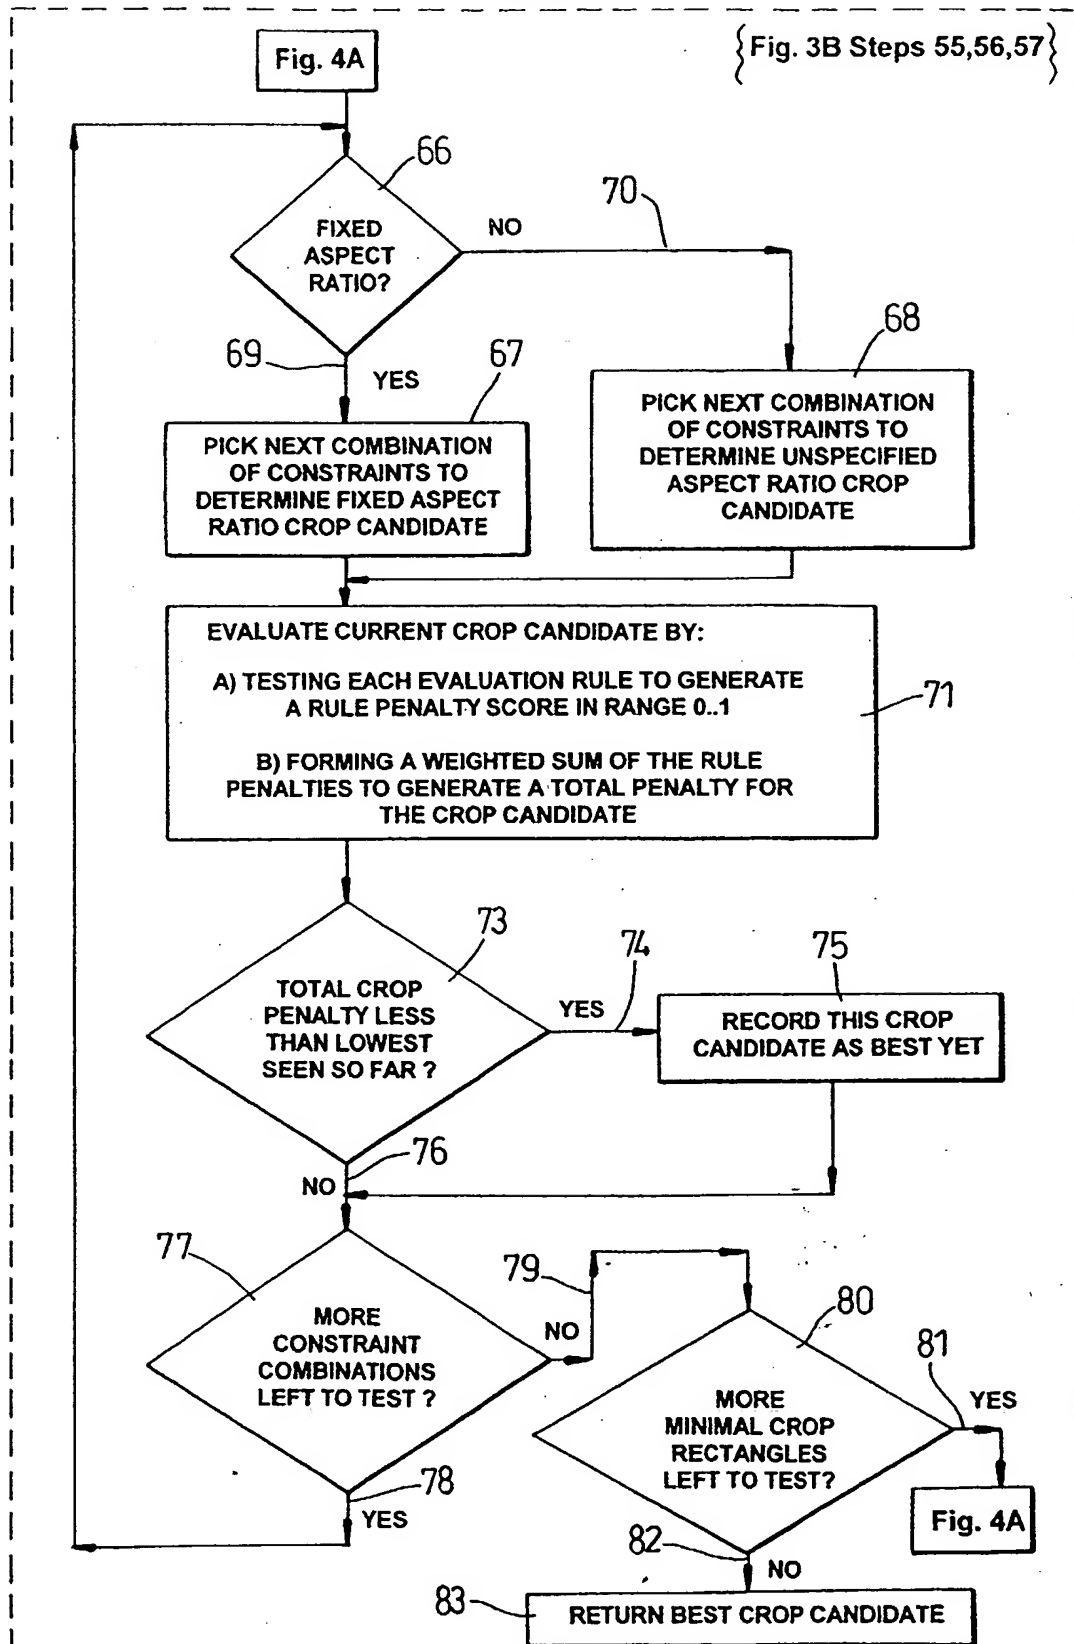 Fig. 4A
{Fig. 3B Steps 55,56,57}
66
FIXED
ASPECT
RATIO?
NO
70
69
YES
67
68
PICK NEXT COMBINATION
OF CONSTRAINTS TO
DETERMINE FIXED ASPECT
RATIO CROP CANDIDATE
PICK NEXT COMBINATION
OF CONSTRAINTS TO
DETERMINE UNSPECIFIED
ASPECT RATIO CROP
CANDIDATE
EVALUATE CURRENT CROP CANDIDATE BY:
A) TESTING EACH EVALUATION RULE TO GENERATE
A RULE PENALTY SCORE IN RANGE 0..1
B) FORMING A WEIGHTED SUM OF THE RULE
PENALTIES TO GENERATE A TOTAL PENALTY FOR
THE CROP CANDIDATE
71
73
TOTAL CROP
PENALTY LESS
THAN LOWEST
SEEN SO FAR ?
YES
74
75
RECORD THIS CROP
CANDIDATE AS BEST YET
76
NO
77
MORE
CONSTRAINT
COMBINATIONS
LEFT TO TEST ?
NO
79
78
YES
80
MORE
MINIMAL CROP
RECTANGLES
LEFT TO TEST?
81
YES
Fig. 4A
82
NO
83
RETURN BEST CROP CANDIDATE